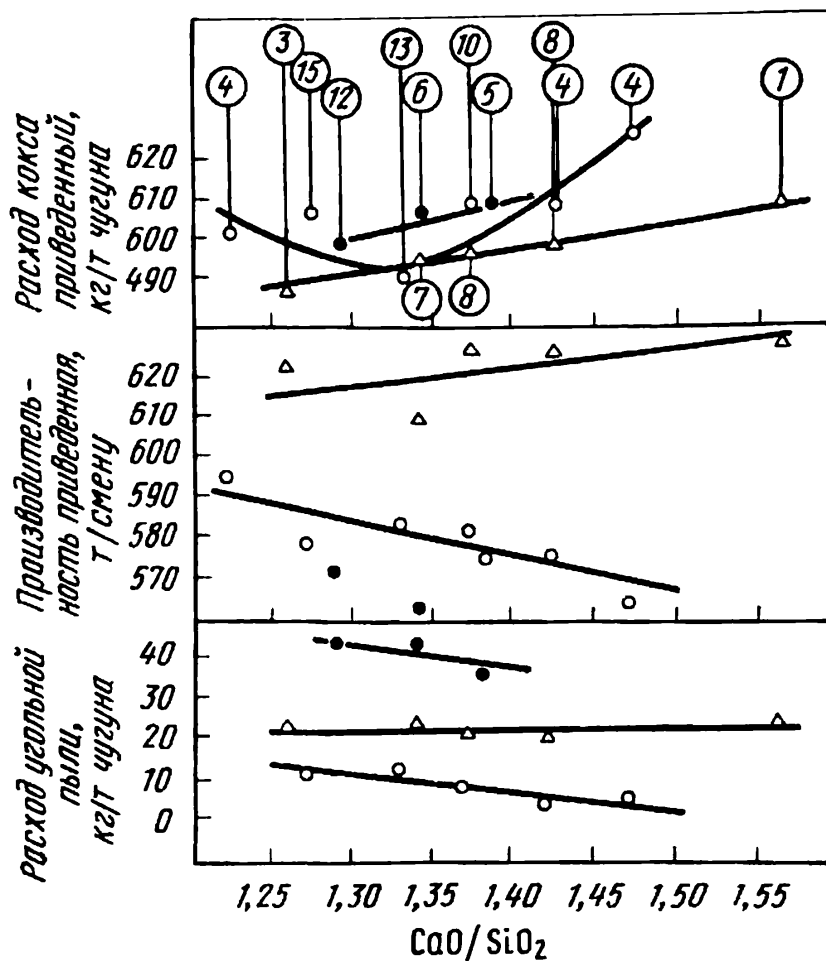 3
13
10
8
4
15
12
6
5
4
4
1
Расход кокса
приведенный,
кг/т чугуна
620
610
600
490
7
8
Производитель-
ность приведенная,
т/смену
620
610
600
590
580
570
Расход угольной
пыли,
кг/т чугуна
40
30
20
10
0
1,25 1,30 1,35 1,40 1,45 1,50 1,55
CaO/SiO₂